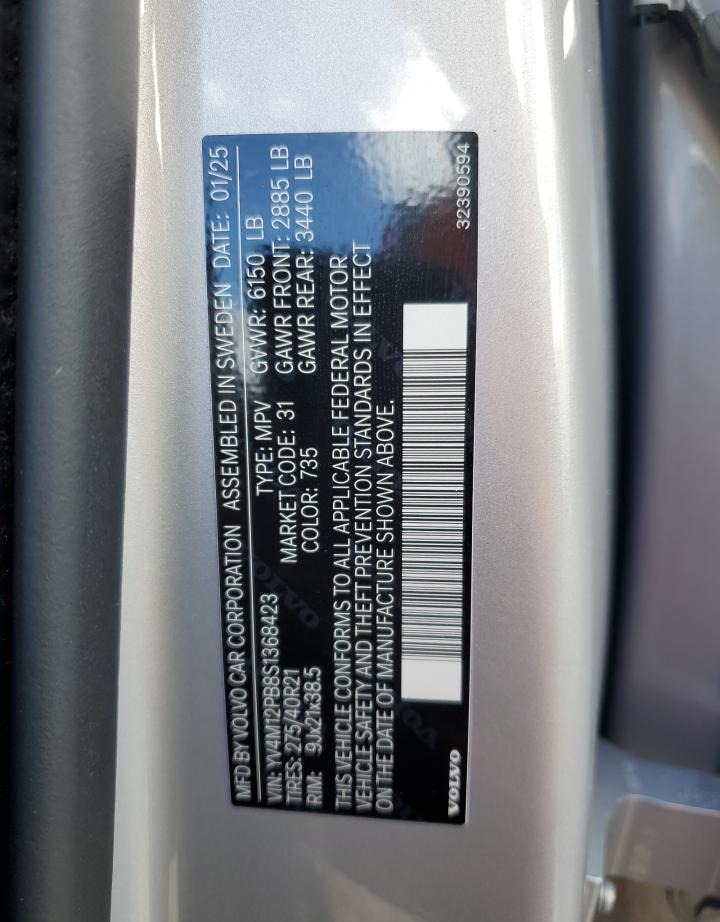 MFD BY VOLVO CAR CORPORATION ASSEMBLED IN SWEDEN DATE: 01/25
VIN: YY4M12PB8S1368423 TYPE: MPV GVWR: 6150 LB
TIRES: 275/40R21 MARKET CODE: 31 GAWR FRONT: 2885 LB
RIM: 9Jx21x38.5 COLOR: 735 GAWR REAR: 3440 LB
THIS VEHICLE CONFORMS TO ALL APPLICABLE FEDERAL MOTOR
VEHICLE SAFETY AND THEFT PREVENTION STANDARDS IN EFFECT
ON THE DATE OF MANUFACTURE SHOWN ABOVE.
VOLVO 32390594